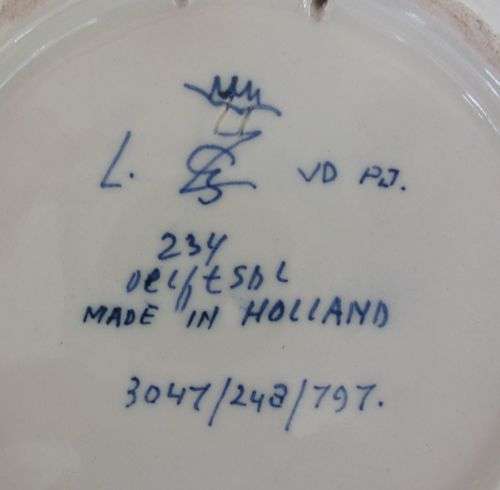 L. VD PJ.
234
Delftsbl
MADE IN HOLLAND
3047/248/797.